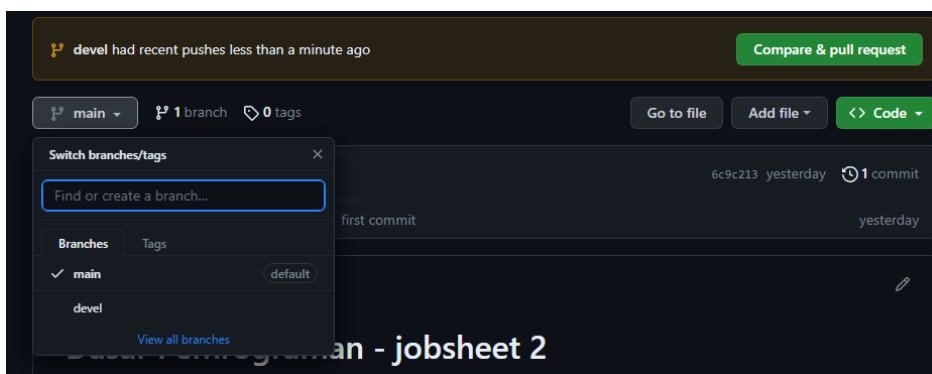 devel had recent pushes less than a minute ago
Compare & pull request
main
1 branch
0 tags
Go to file
Add file
Code
Switch branches/tags
6c9c213 yesterday
1 commit
Find or create a branch...
first commit
yesterday
Branches
Tags
main
default
devel
View all branches
an - jobsheet 2